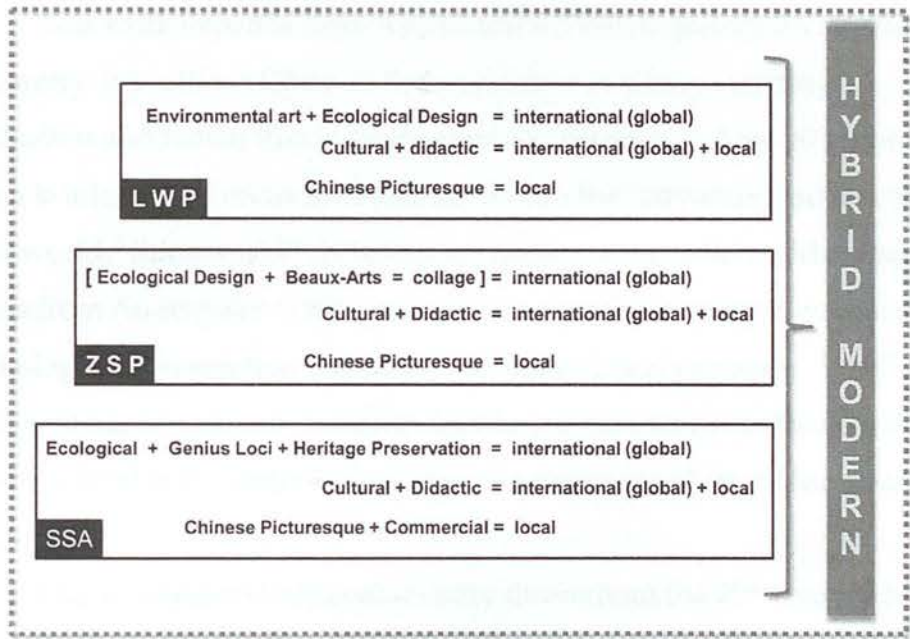 Environmental art + Ecological Design = international (global)
Cultural + didactic = international (global) + local
Chinese Picturesque = local
LWP
[ Ecological Design + Beaux-Arts = collage ] = international (global)
Cultural + Didactic = international (global) + local
Chinese Picturesque = local
ZSP
Ecological + Genius Loci + Heritage Preservation = international (global)
Cultural + Didactic = international (global) + local
Chinese Picturesque + Commercial = local
SSA
HYBRID MODERN